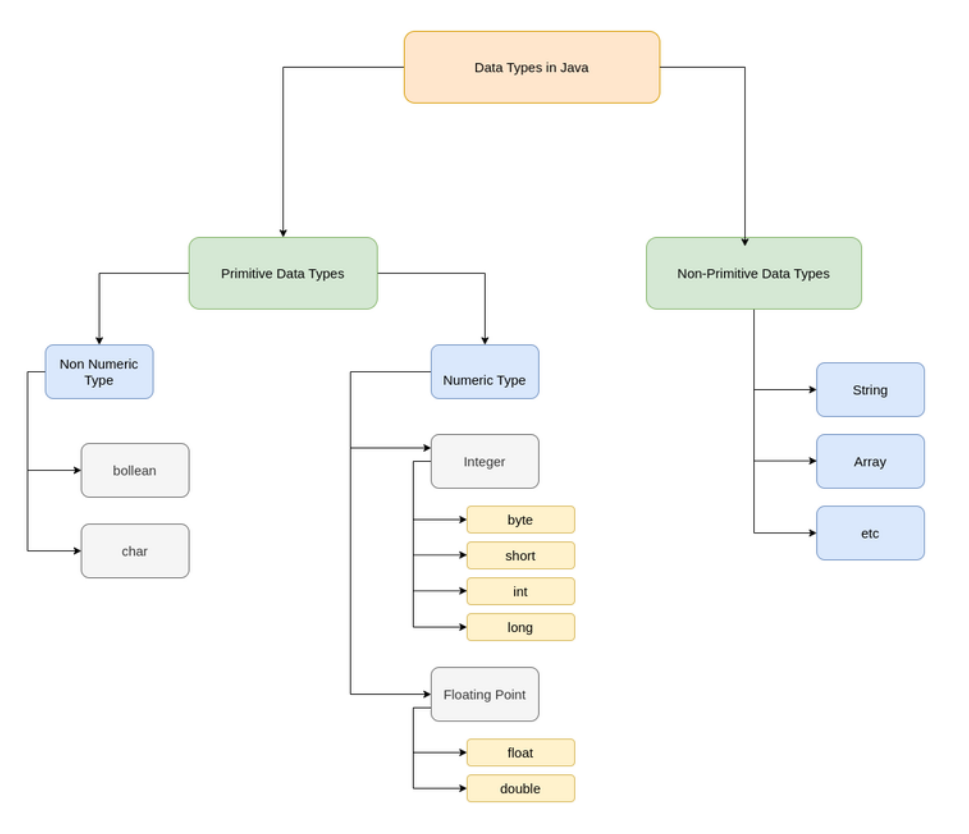 Data Types in Java
Primitive Data Types
Non-Primitive Data Types
Non Numeric
Type
Numeric Type
bollean
char
Integer
byte
short
int
long
Floating Point
float
double
String
Array
etc